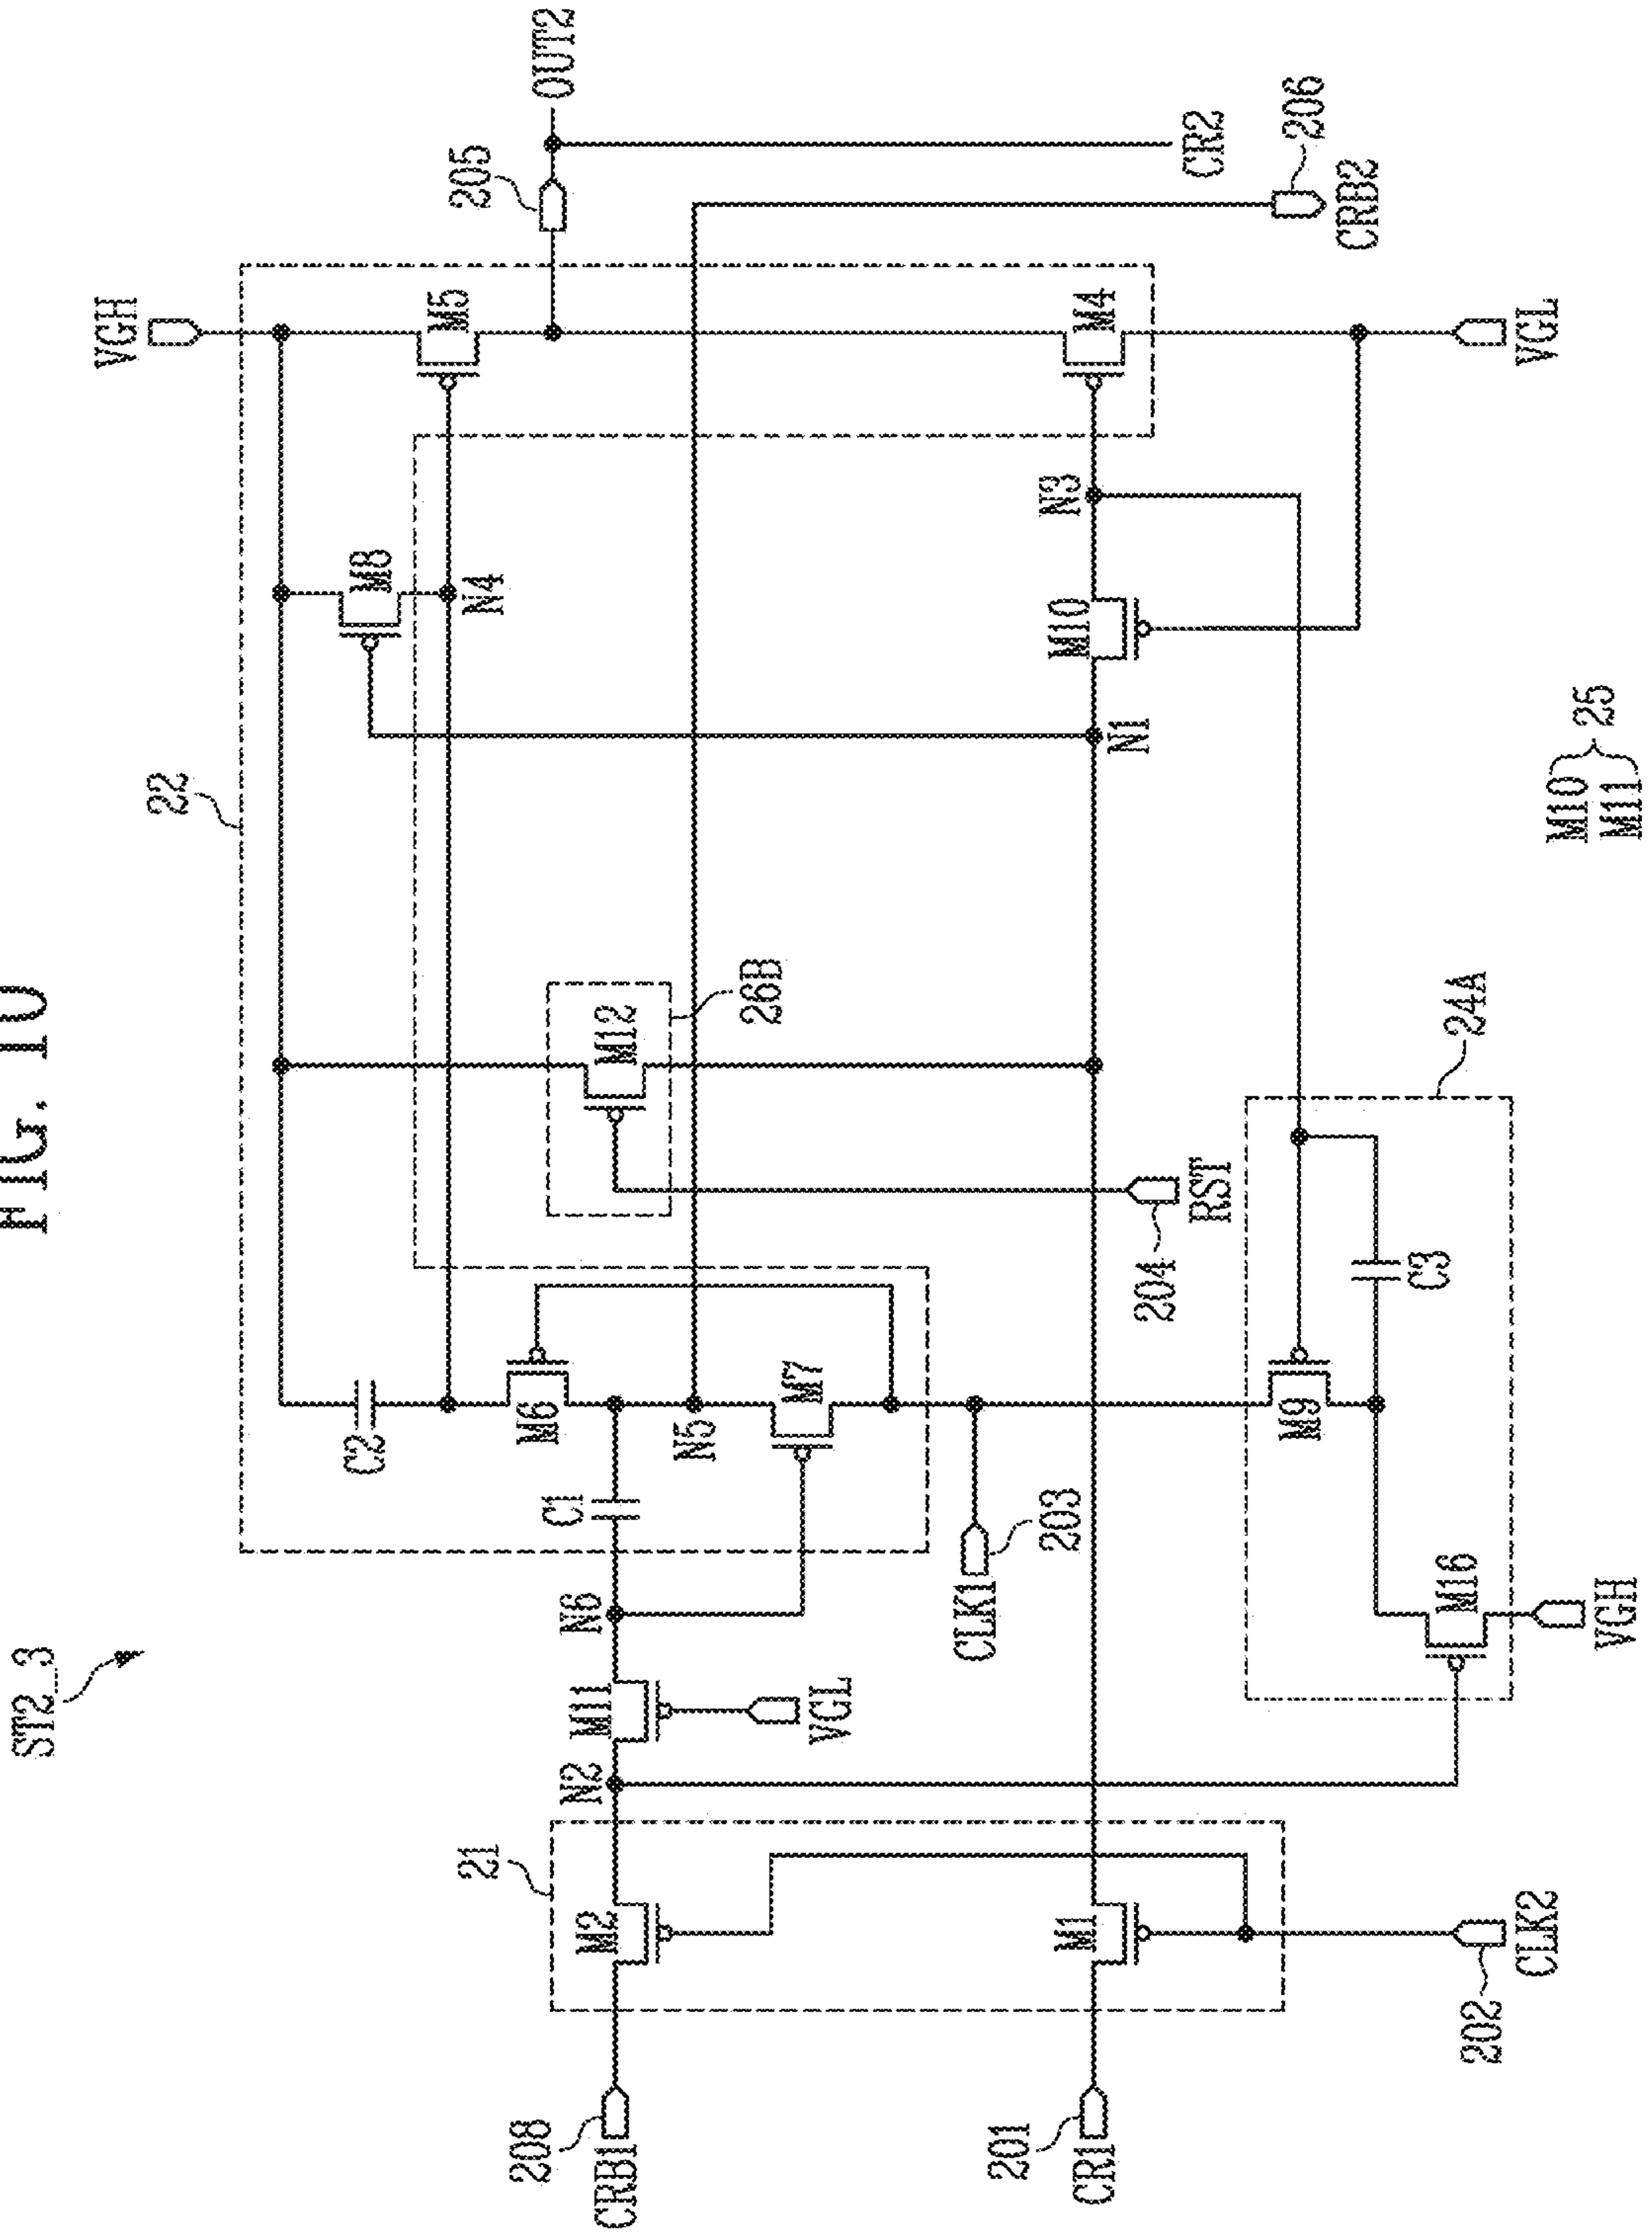 FIG. 10
ST2_3
22
VGH
C2
M8
M5
205
OUT2
N4
M6
C1
26B
M12
N5
M7
N6
M11
VGL
N2
21
M2
208
CRB1
CLK1
203
204
RST
N1
M10
N3
M4
CR2
206
CRB2
M1
201
CR1
202
CLK2
M9
C3
24A
M16
VGH
VGL
M10
M11
25